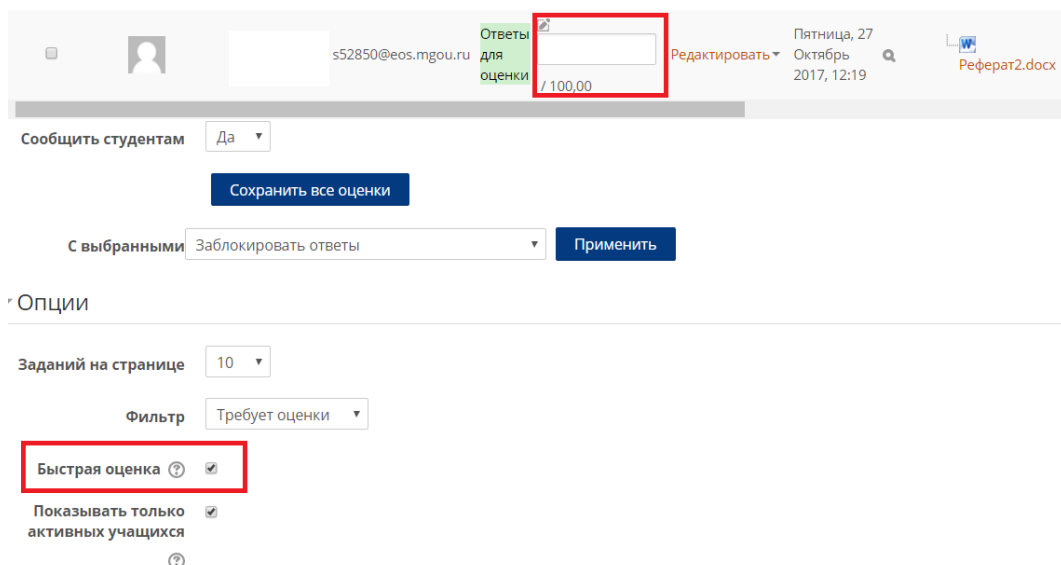 Ответы для оценки
s52850@eos.mgou.ru
/ 100,00
Редактировать
Пятница, 27
Октябрь
2017, 12:19
Реферат2.docx
Сообщить студентам Да
Сохранить все оценки
С выбранными Заблокировать ответы Применить
Опции
Заданий на странице 10
Фильтр Требует оценки
Быстрая оценка
Показывать только
активных учащихся